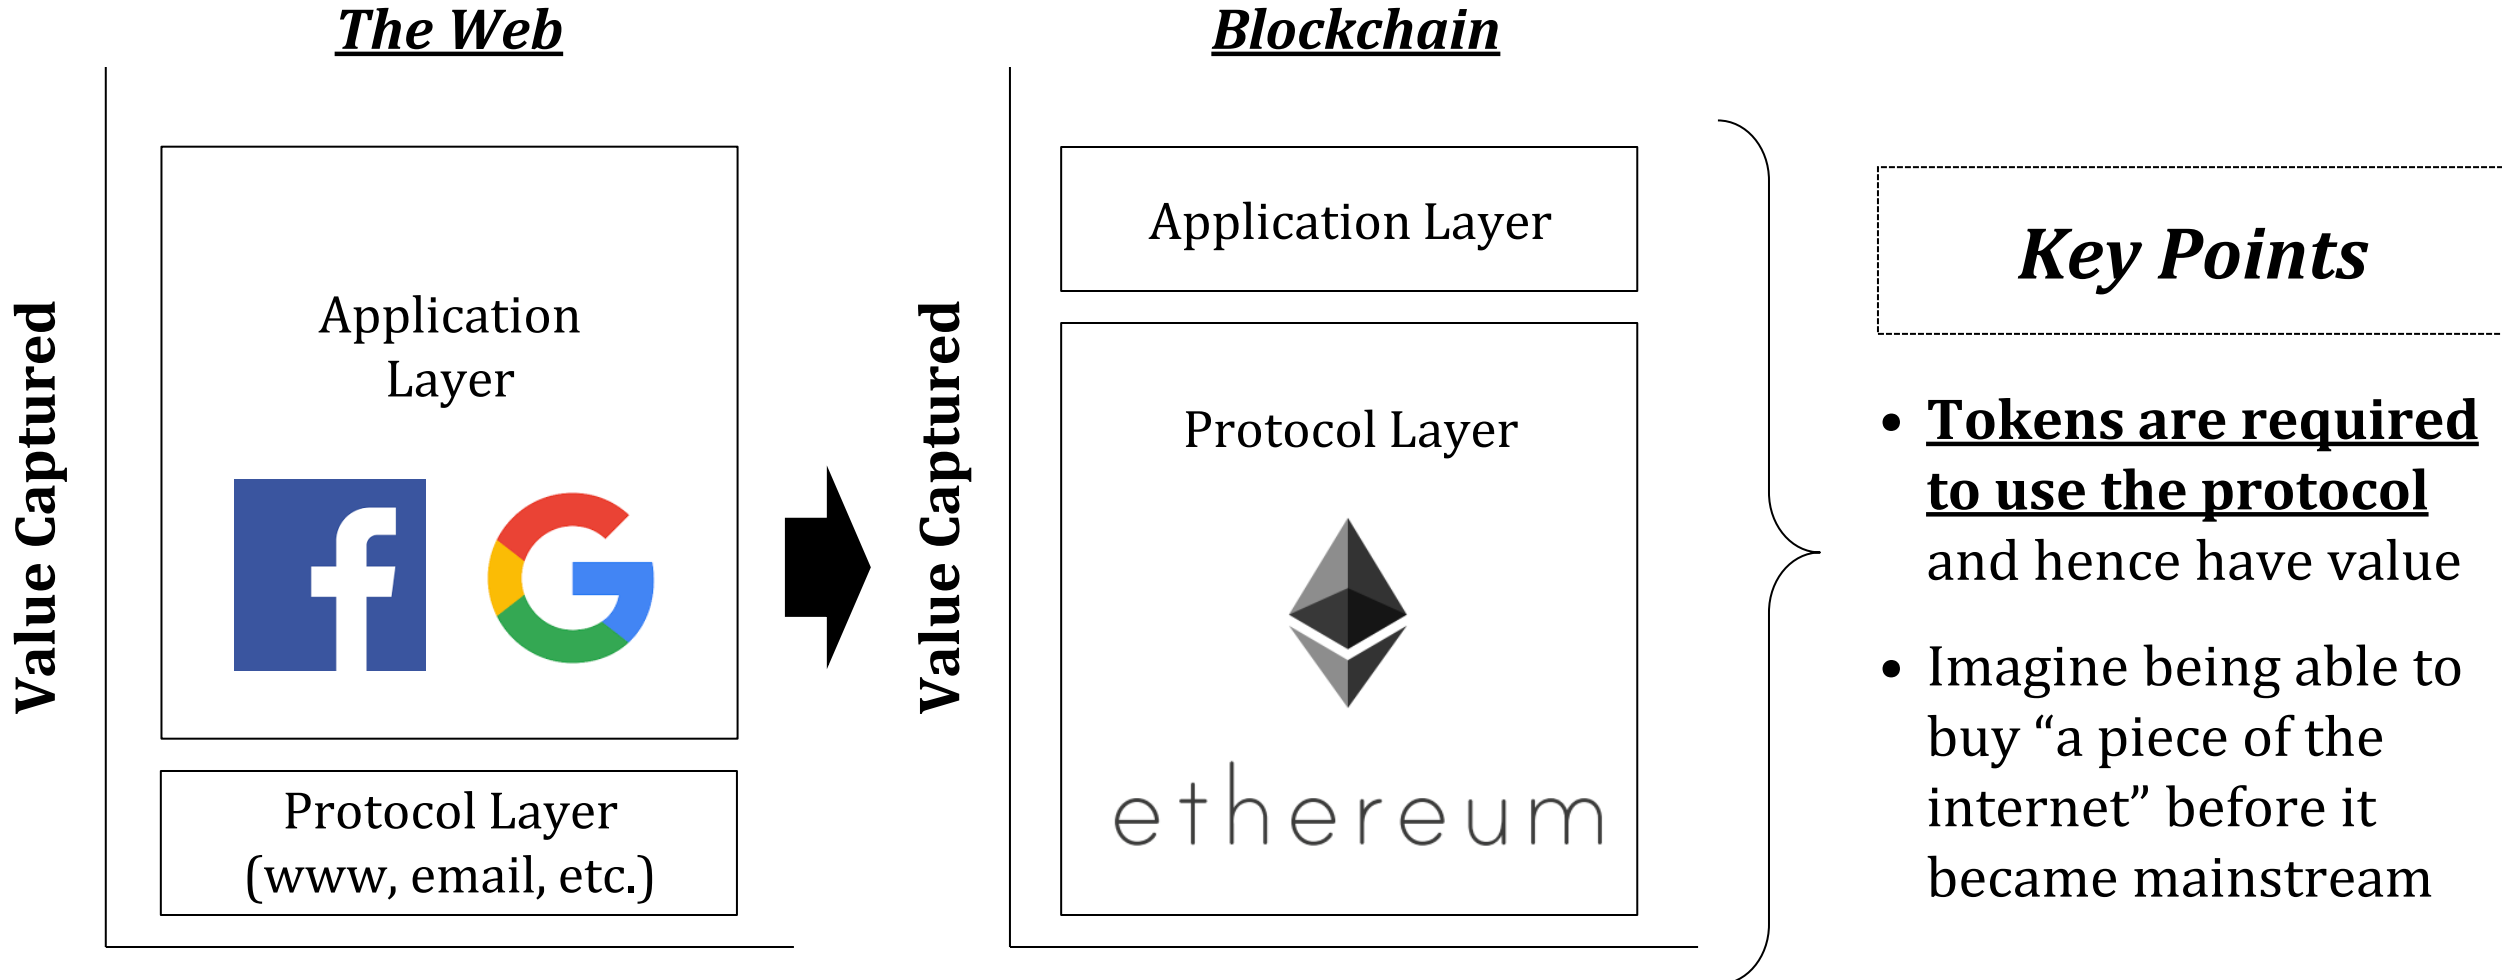 The Web
Value Captured
Application
Layer
Protocol Layer
(www, email, etc.)
Blockchain
Value Captured
Application Layer
Protocol Layer
ethereum
Key Points
• Tokens are required
to use the protocol
and hence have value
• Imagine being able to
buy “a piece of the
internet” before it
became mainstream